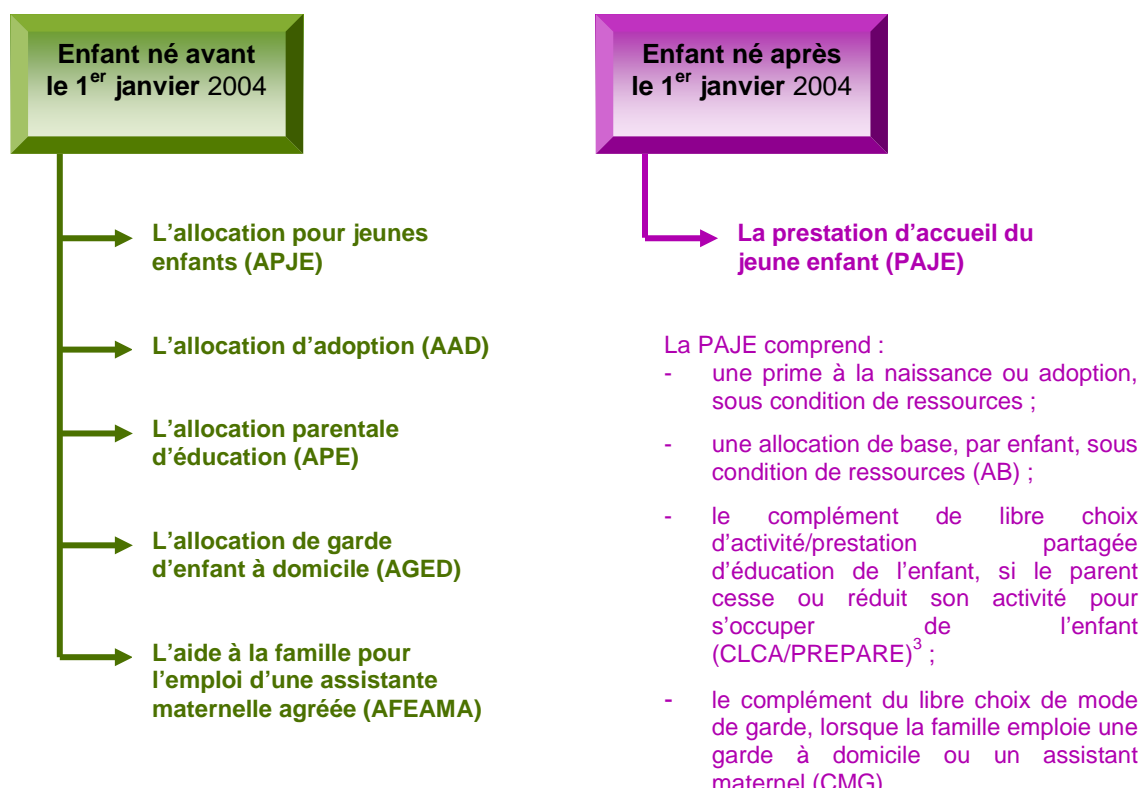 Enfant né avant
le 1er janvier 2004
L’allocation pour jeunes
enfants (APJE)
L’allocation d’adoption (AAD)
L’allocation parentale
d’éducation (APE)
L’allocation de garde
d’enfant à domicile (AGED)
L’aide à la famille pour
l’emploi d’une assistante
maternelle agréée (AFEAMA)
Enfant né après
le 1er janvier 2004
La prestation d’accueil du
jeune enfant (PAJE)
La PAJE comprend :
- une prime à la naissance ou adoption,
sous condition de ressources ;
- une allocation de base, par enfant, sous
condition de ressources (AB) ;
- le complément de libre choix
d’activité/prestation partagée
d’éducation de l’enfant, si le parent
cesse ou réduit son activité pour
s’occuper de l’enfant
(CLCA/PREPARE)3 ;
- le complément du libre choix de mode
de garde, lorsque la famille emploie une
garde à domicile ou un assistant
maternel (CMG)